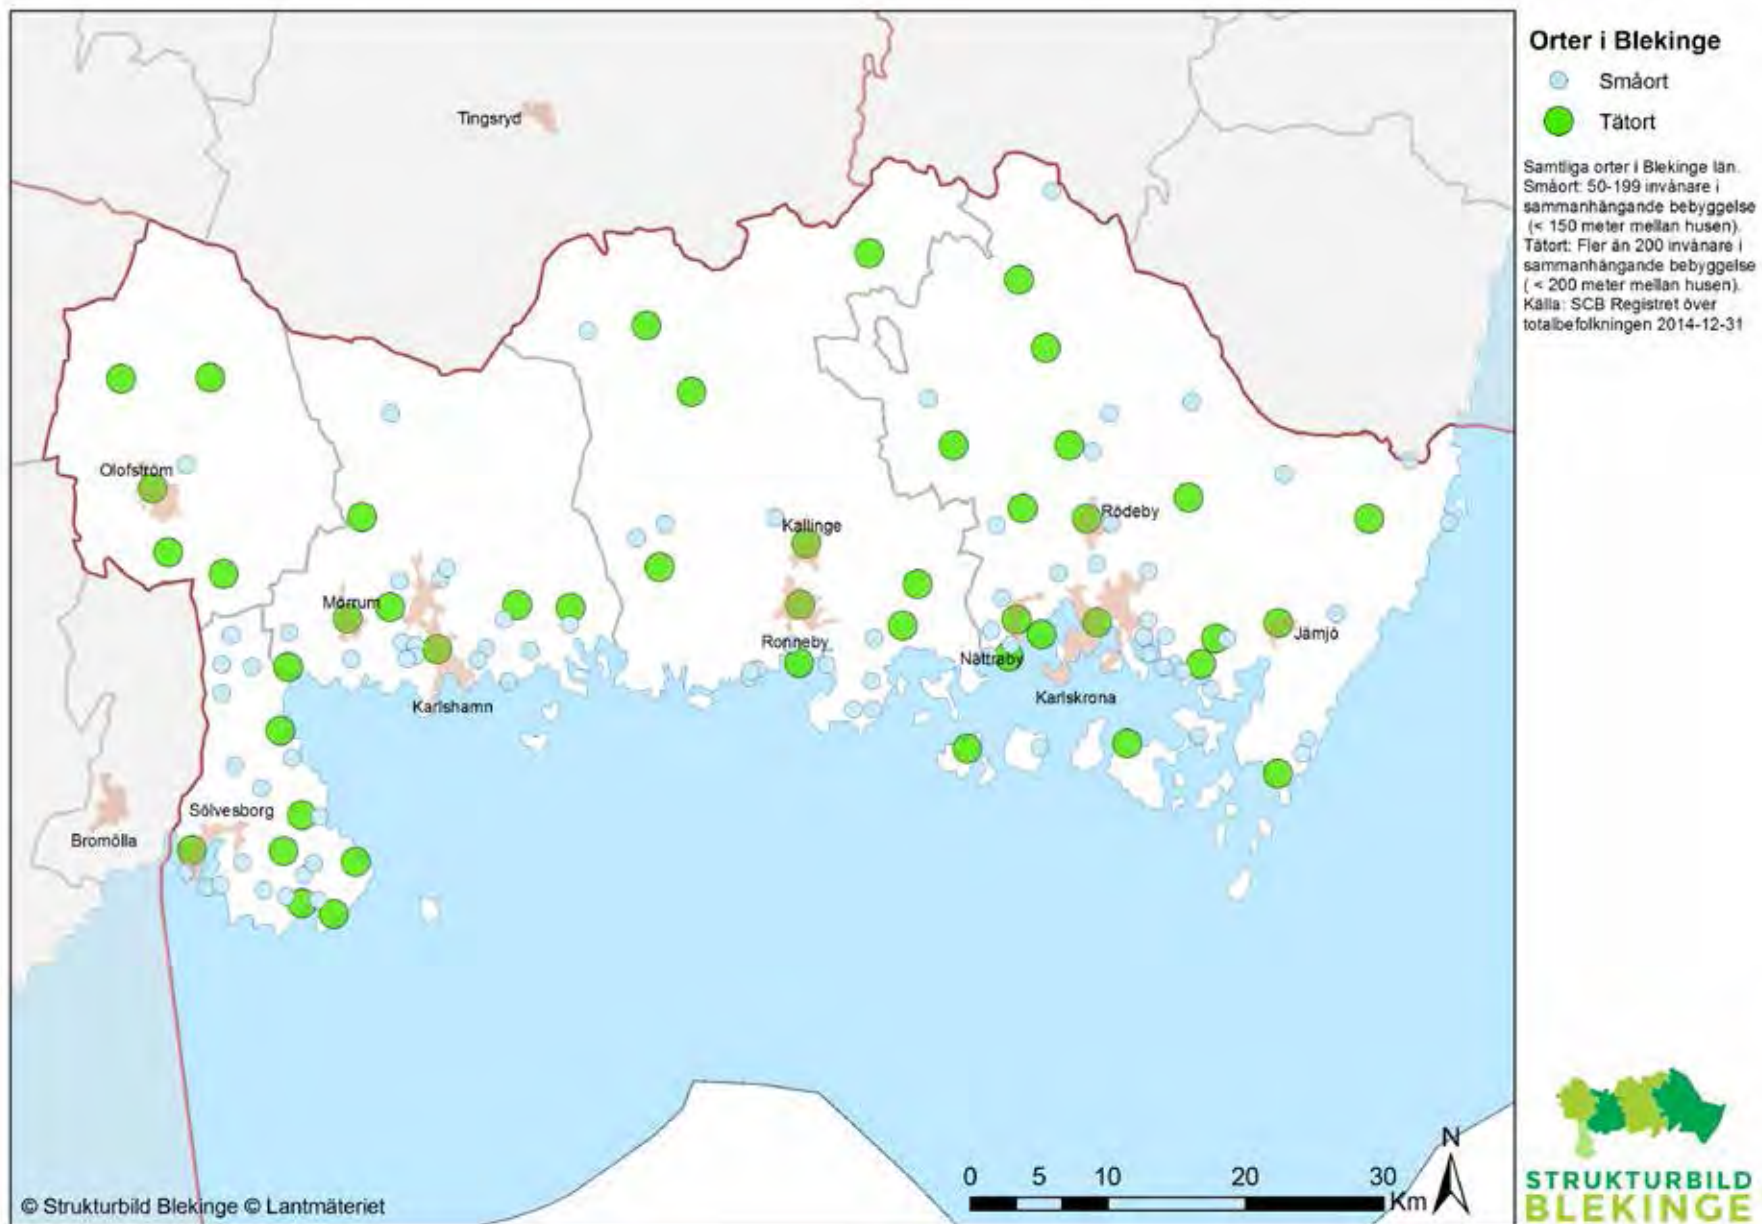 Orter i Blekinge
Småort
Tätort
Samtliga orter i Blekinge län.
Småort: 50-199 invånare i
sammanhängande bebyggelse
(< 150 meter mellan husen).
Tätort: Fler än 200 invånare i
sammanhängande bebyggelse
( < 200 meter mellan husen).
Källa: SCB Registret över
totalbefolkningen 2014-12-31
Tingsryd
Olofström
Rödeby
Kallinge
Mörrum
Jämjö
Ronneby
Nättraby
Karlskrona
Karlshamn
Sölvesborg
Bromölla
N
0 5 10 20 30
Km
© Strukturbild Blekinge © Lantmäteriet
STRUKTURBILD
BLEKINGE